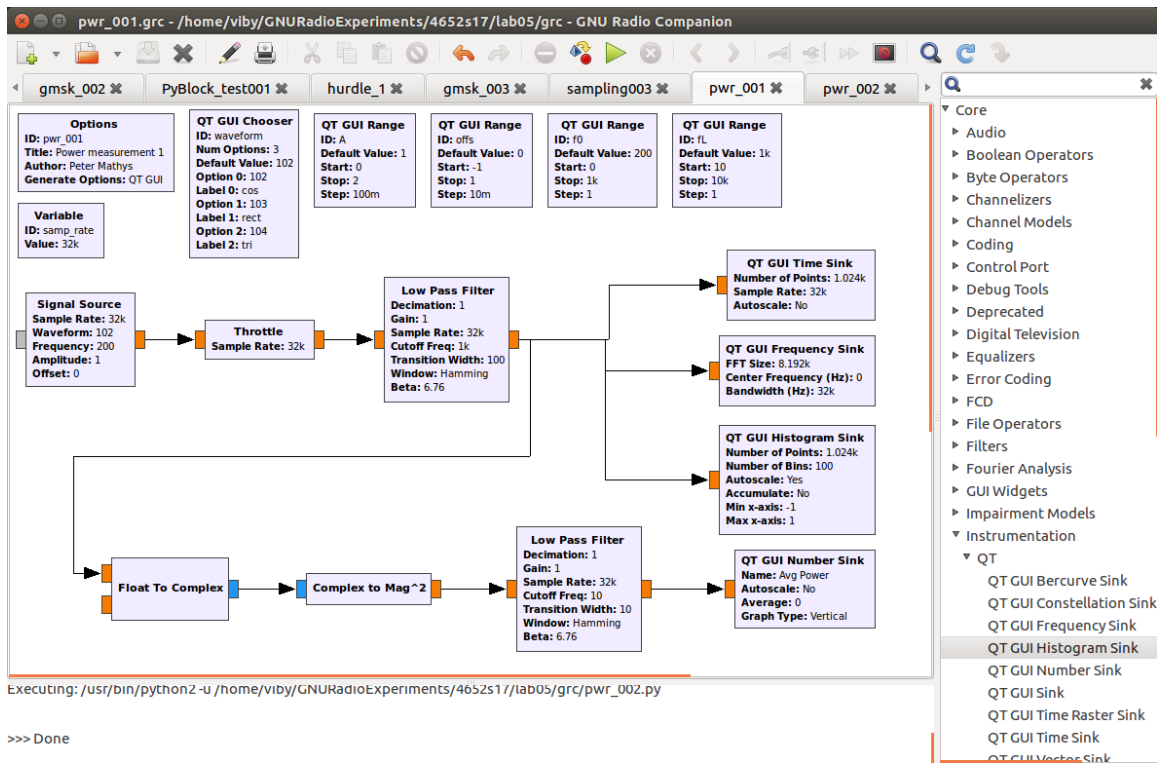 pwr_001.grc - /home/viby/GNURadioExperiments/4652s17/lab05/grc - GNU Radio Companion
gmsk_002
PyBlock_test001
hurdle_1
gmsk_003
sampling003
pwr_001
pwr_002
Options
ID: pwr_001
Title: Power measurement 1
Author: Peter Mathys
Generate Options: QT GUI
Variable
ID: samp_rate
Value: 32k
QT GUI Chooser
ID: waveform
Num Options: 3
Default Value: 102
Option 0: 102
Label 0: cos
Option 1: 103
Label 1: rect
Option 2: 104
Label 2: tri
QT GUI Range
ID: A
Default Value: 1
Start: 0
Stop: 2
Step: 100m
QT GUI Range
ID: offs
Default Value: 0
Start: -1
Stop: 1
Step: 10m
QT GUI Range
ID: f0
Default Value: 200
Start: 0
Stop: 1k
Step: 1
QT GUI Range
ID: fL
Default Value: 1k
Start: 10
Stop: 10k
Step: 1
Signal Source
Sample Rate: 32k
Waveform: 102
Frequency: 200
Amplitude: 1
Offset: 0
Throttle
Sample Rate: 32k
Low Pass Filter
Decimation: 1
Gain: 1
Sample Rate: 32k
Cutoff Freq: 1k
Transition Width: 100
Window: Hamming
Beta: 6.76
QT GUI Time Sink
Number of Points: 1.024k
Sample Rate: 32k
Autoscale: No
QT GUI Frequency Sink
FFT Size: 8.192k
Center Frequency (Hz): 0
Bandwidth (Hz): 32k
QT GUI Histogram Sink
Number of Points: 1.024k
Number of Bins: 100
Autoscale: Yes
Accumulate: No
Min x-axis: -1
Max x-axis: 1
Float To Complex
Complex to Mag^2
Low Pass Filter
Decimation: 1
Gain: 1
Sample Rate: 32k
Cutoff Freq: 10
Transition Width: 10
Window: Hamming
Beta: 6.76
QT GUI Number Sink
Name: Avg Power
Autoscale: No
Average: 0
Graph Type: Vertical
Executing: /usr/bin/python2 -u /home/viby/GNURadioExperiments/4652s17/lab05/grc/pwr_002.py
>>> Done
Core
Audio
Boolean Operators
Byte Operators
Channelizers
Channel Models
Coding
Control Port
Debug Tools
Deprecated
Digital Television
Equalizers
Error Coding
FCD
File Operators
Filters
Fourier Analysis
GUI Widgets
Impairment Models
Instrumentation
QT
QT GUI Bercurve Sink
QT GUI Constellation Sink
QT GUI Frequency Sink
QT GUI Histogram Sink
QT GUI Number Sink
QT GUI Sink
QT GUI Time Raster Sink
QT GUI Time Sink
QT GUI Vector Sink